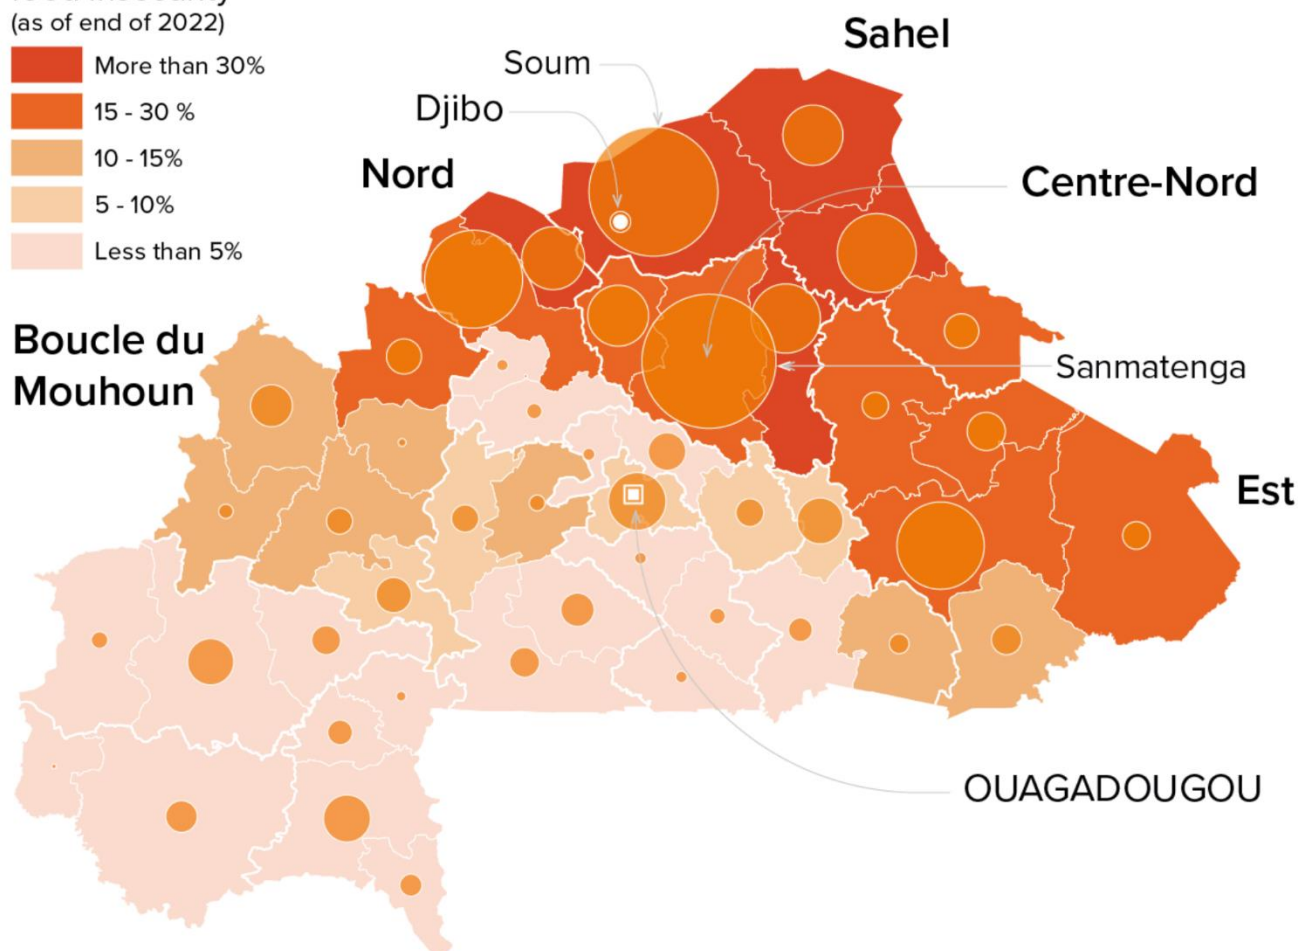 (as of end of 2022)
More than 30%
15 - 30 %
10 - 15%
5 - 10%
Less than 5%
Sahel
Soum
Djibo
Nord
Centre-Nord
Boucle du
Mouhoun
Sanmatenga
Est
OUAGADOUGOU